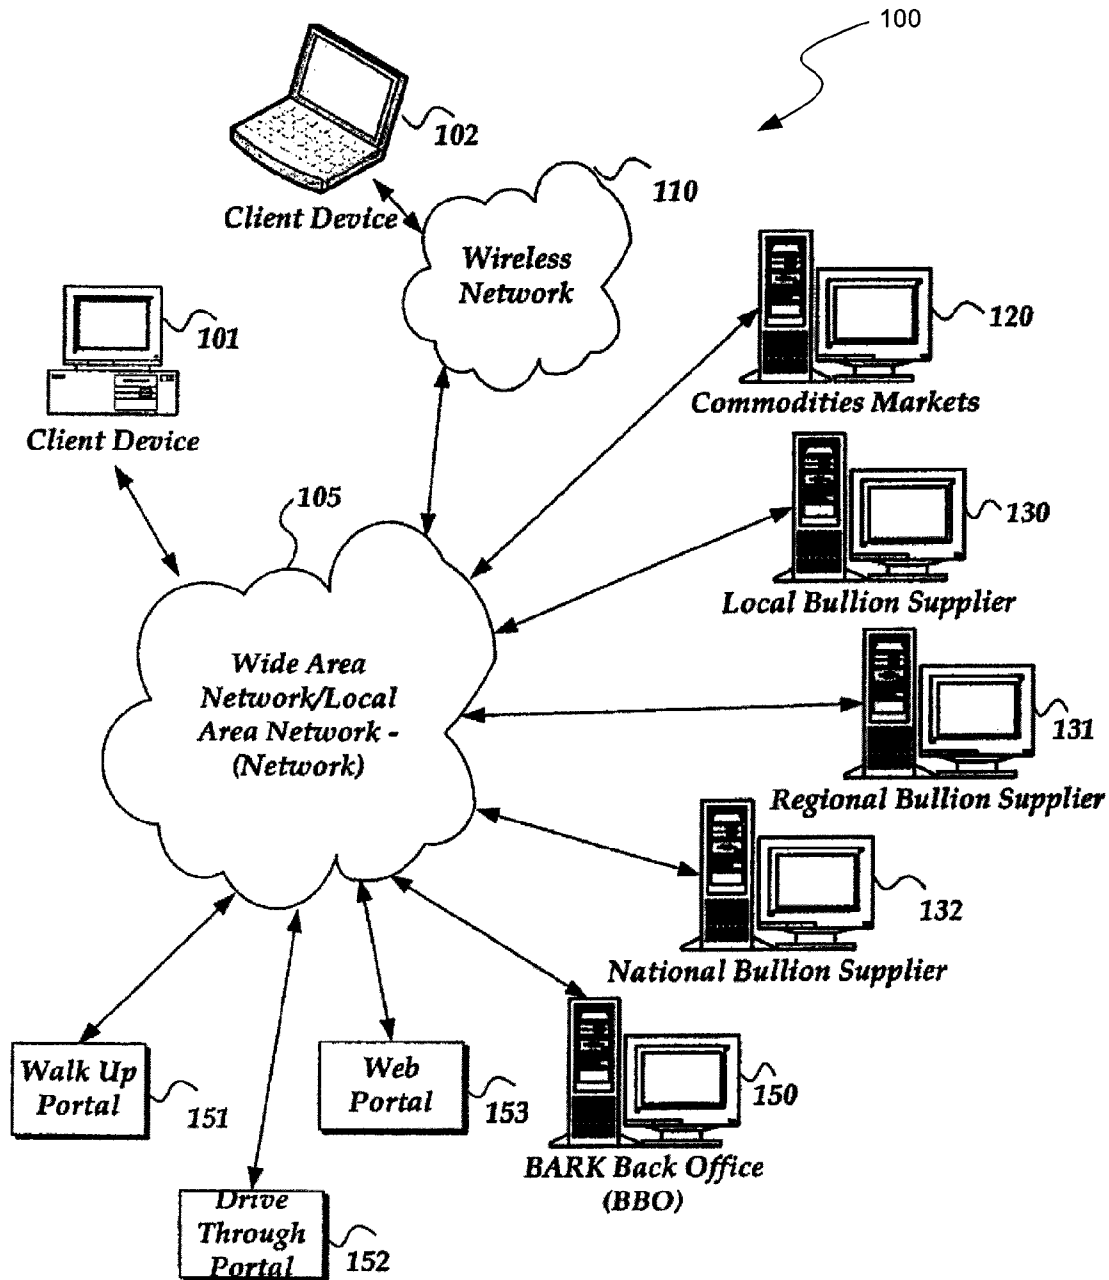 100
102
Client Device
110
Wireless
Network
101
Client Device
120
Commodities Markets
105
130
Local Bullion Supplier
Wide Area
Network/Local
Area Network -
(Network)
131
Regional Bullion Supplier
132
National Bullion Supplier
Walk Up
Portal
151
Web
Portal
153
150
BARK Back Office
(BBO)
Drive
Through
Portal
152